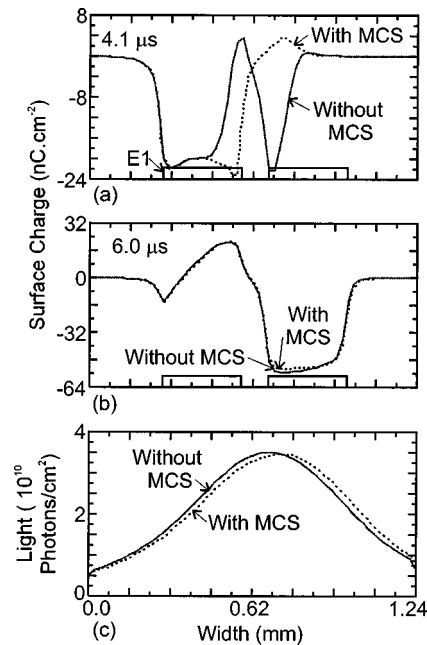 8
4.1 μs
With MCS
-8
Without
MCS
E1
-24
(a)
Surface Charge (nC.cm⁻²)
32
6.0 μs
0
-32
With
MCS
Without MCS
-64
(b)
4
Without
MCS
2
With MCS
0
Light ( 10¹⁰
Photons/cm²)
0.0
0.62
1.24
(c)
Width (mm)